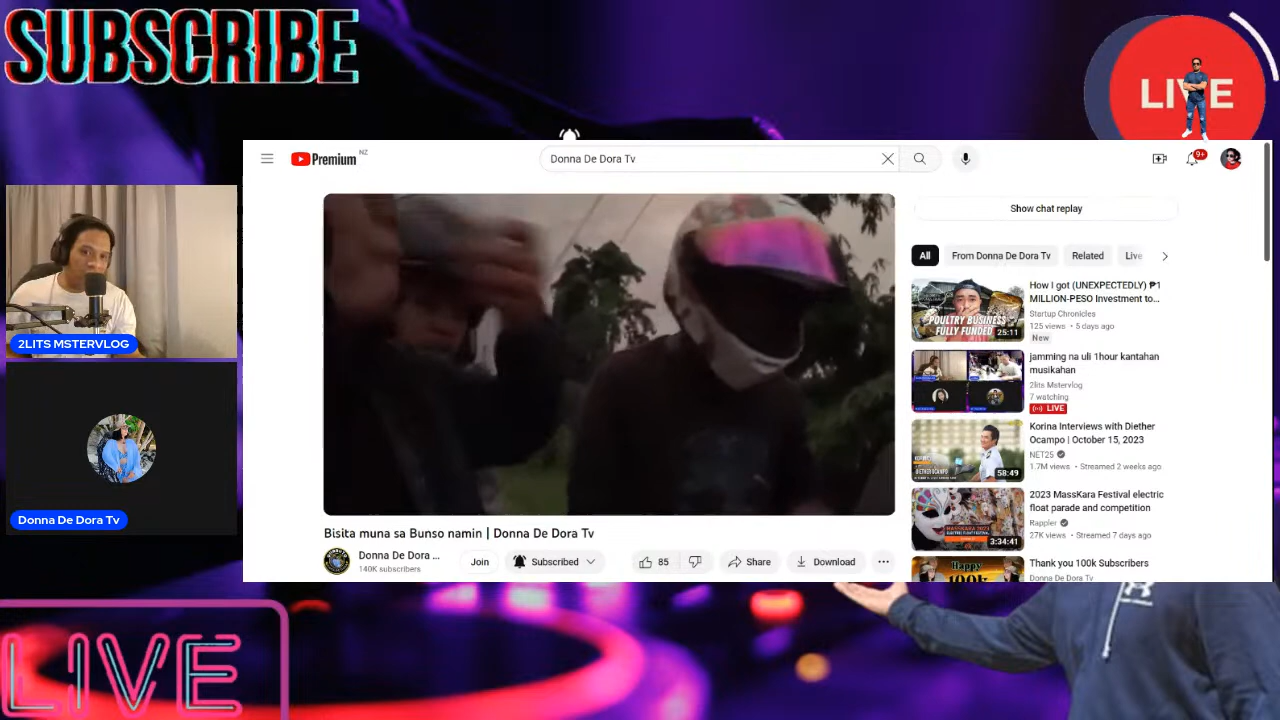 SUBSCRIBE
LIVE
Premium NZ
Donna De Dora Tv
9+
2LITS MSTERVLOG
Donna De Dora Tv
Bisita muna sa Bunso namin | Donna De Dora Tv
Donna De Dora ...
140K subscribers
Join
Subscribed
85
Share
Download
Show chat replay
All
From Donna De Dora Tv
Related
Live
POULTRY BUSINESS
FULLY FUNDED
25:11
How I got (UNEXPECTEDLY) ₱1
MILLION-PESO Investment to...
Startup Chronicles
125 views • 5 days ago
New
jamming na uli 1hour kantahan
musikahan
2lits Mstervlog
7 watching
LIVE
58:49
Korina Interviews with Diether
Ocampo | October 15, 2023
NET25
1.7M views • Streamed 2 weeks ago
3:34:41
2023 MassKara Festival electric
float parade and competition
Rappler
27K views • Streamed 7 days ago
Happy
100k
Thank you 100k Subscribers
Donna De Dora Tv
LIVE